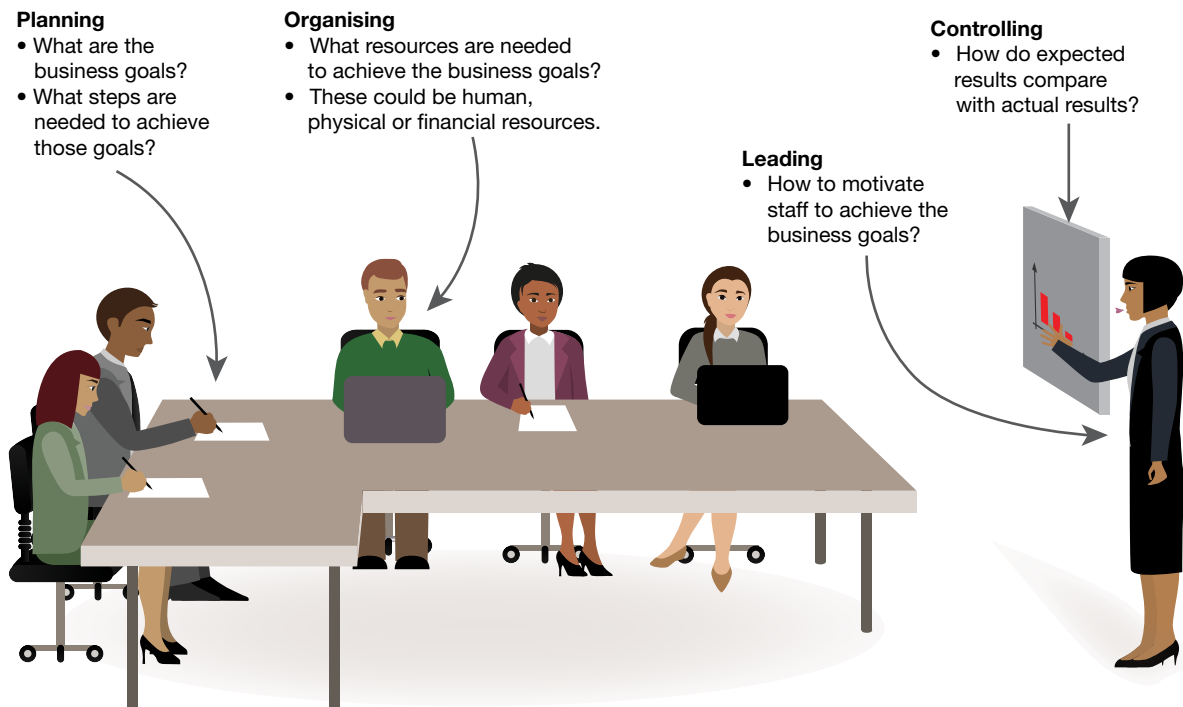 Planning
• What are the
business goals?
• What steps are
needed to achieve
those goals?
Organising
• What resources are needed
to achieve the business goals?
• These could be human,
physical or financial resources.
Leading
• How to motivate
staff to achieve the
business goals?
Controlling
• How do expected
results compare
with actual results?